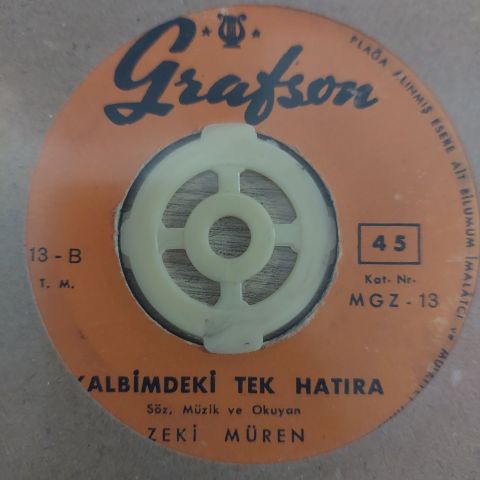 Grafson
PLAĞA ALINMIŞ ESERE AİT BİLUMUM İMALATÇI ve
45
13 - B
Kat- Nr-
T. M.
MGZ - 13
KALBİMDEKİ TEK HATIRA
Söz, Müzik ve Okuyan
ZEKİ MÜREN